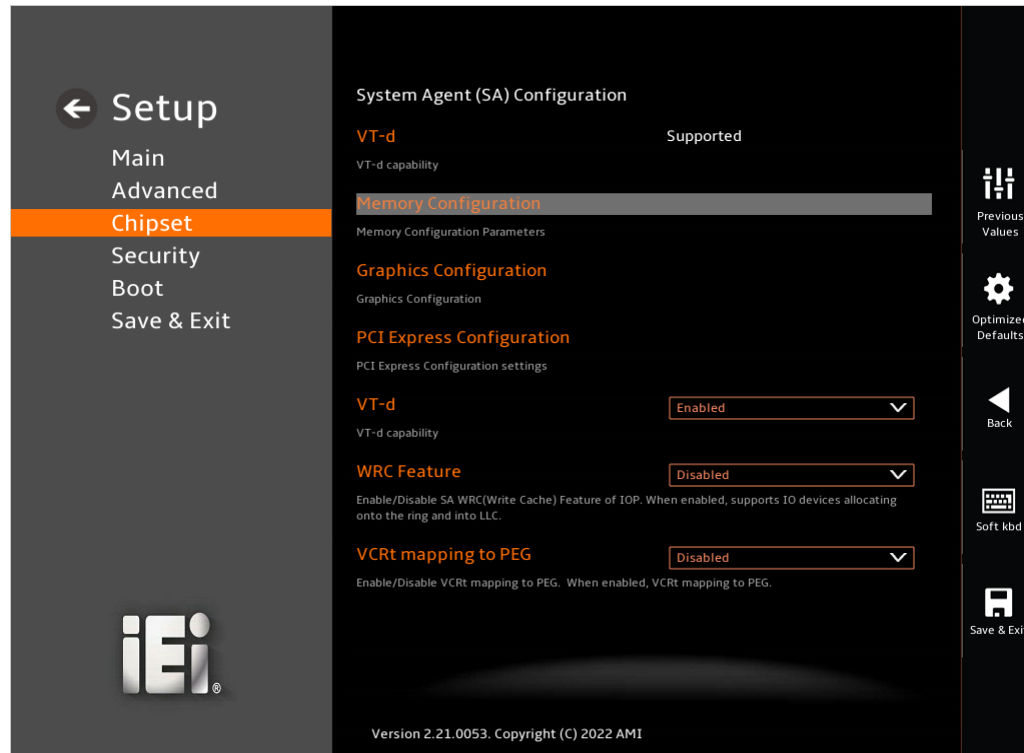 Setup
Main
Advanced
Chipset
Security
Boot
Save & Exit
iEi®
System Agent (SA) Configuration
VT-d Supported
VT-d capability
Memory Configuration
Memory Configuration Parameters
Graphics Configuration
Graphics Configuration
PCI Express Configuration
PCI Express Configuration settings
VT-d Enabled
VT-d capability
WRC Feature Disabled
Enable/Disable SA WRC(Write Cache) Feature of IOP. When enabled, supports IO devices allocating
onto the ring and into LLC.
VCRt mapping to PEG Disabled
Enable/Disable VCRt mapping to PEG.  When enabled, VCRt mapping to PEG.
Version 2.21.0053. Copyright (C) 2022 AMI
Previous
Values
Optimized
Defaults
Back
Soft kbd
Save & Exit